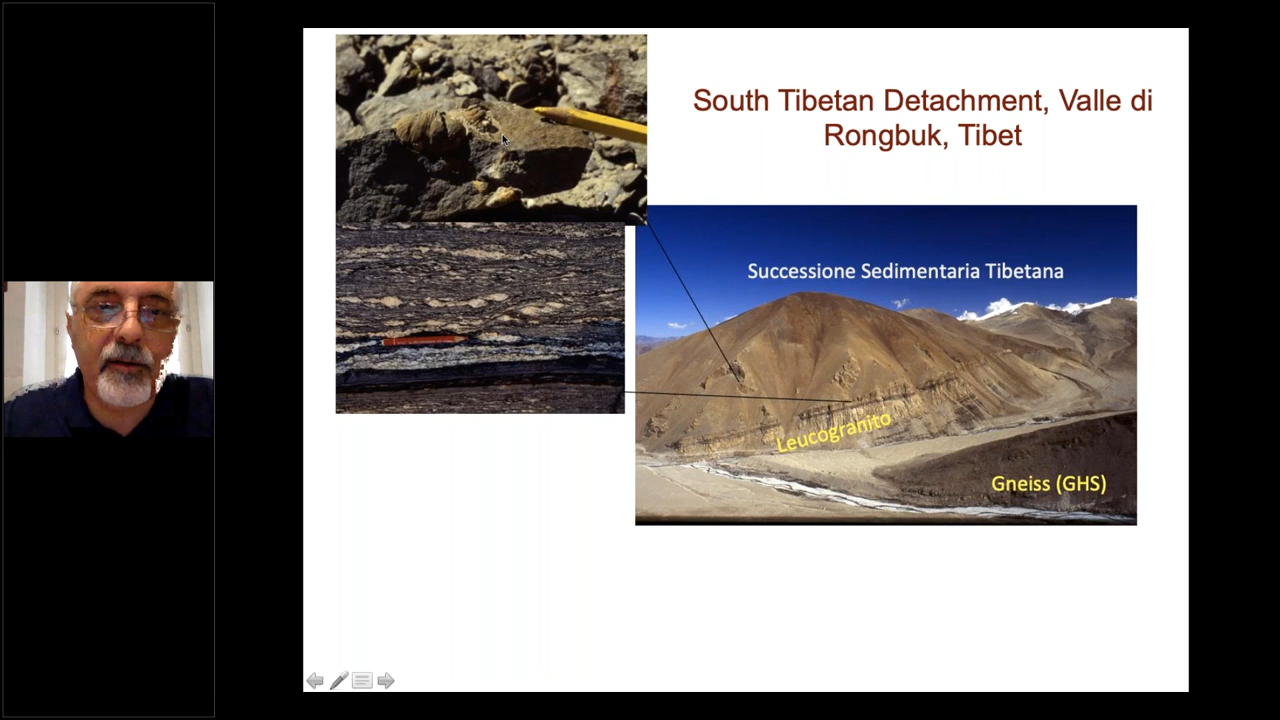 South Tibetan Detachment, Valle di
Rongbuk, Tibet
Successione Sedimentaria Tibetana
Leucogranito
Gneiss (GHS)